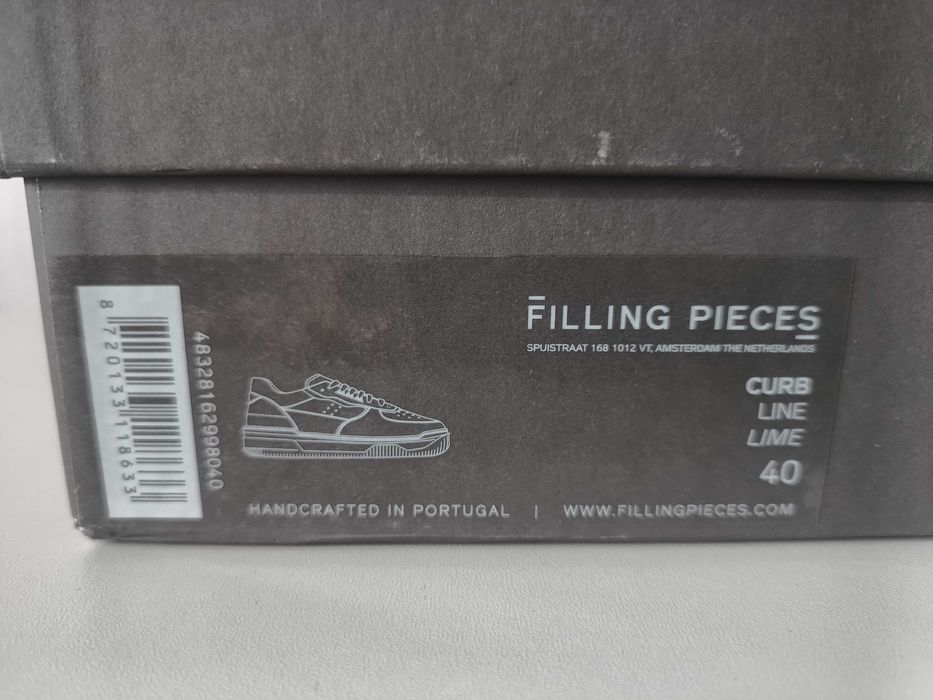 8 720133 118633
48328162998040
FILLING PIECES
SPUISTRAAT 168 1012 VT, AMSTERDAM THE NETHERLANDS
CURB
LINE
LIME
40
HANDCRAFTED IN PORTUGAL | WWW.FILLINGPIECES.COM